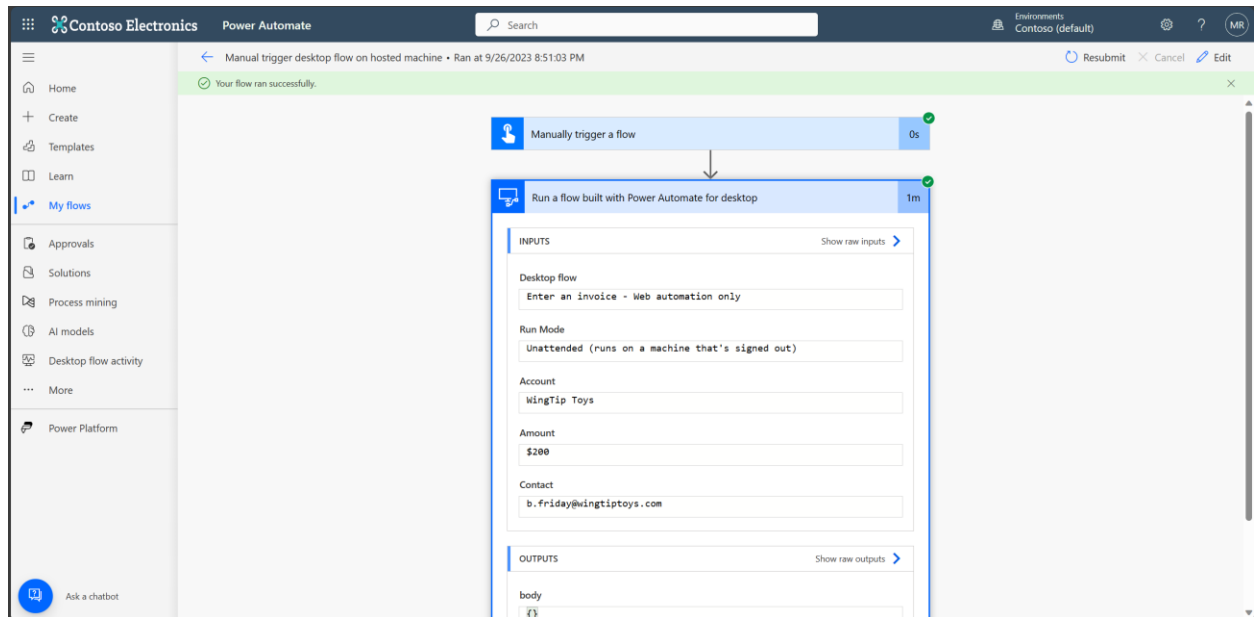 Contoso Electronics Power Automate Search Environments Contoso (default) ? MR
Manual trigger desktop flow on hosted machine • Ran at 9/26/2023 8:51:03 PM Resubmit Cancel Edit
Your flow ran successfully.
Home
Create
Templates
Learn
My flows
Approvals
Solutions
Process mining
AI models
Desktop flow activity
More
Power Platform
Ask a chatbot
Manually trigger a flow 0s
Run a flow built with Power Automate for desktop 1m
INPUTS Show raw inputs
Desktop flow
Enter an invoice - Web automation only
Run Mode
Unattended (runs on a machine that's signed out)
Account
WingTip Toys
Amount
$200
Contact
b.friday@wingtiptoys.com
OUTPUTS Show raw outputs
body
{}